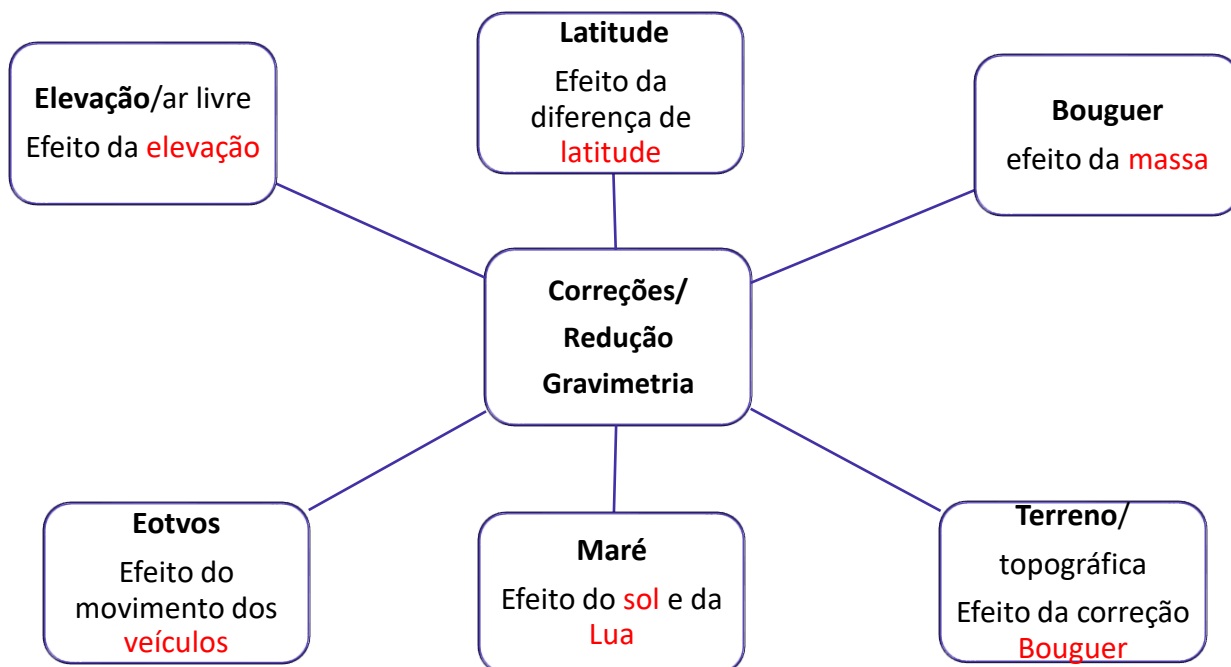 Latitude
Efeito da
diferença de
latitude
Elevação/ar livre
Efeito da elevação
Bouguer
efeito da massa
Correções/
Redução
Gravimetria
Eotvos
Efeito do
movimento dos
veículos
Maré
Efeito do sol e da
Lua
Terreno/
topográfica
Efeito da correção
Bouguer